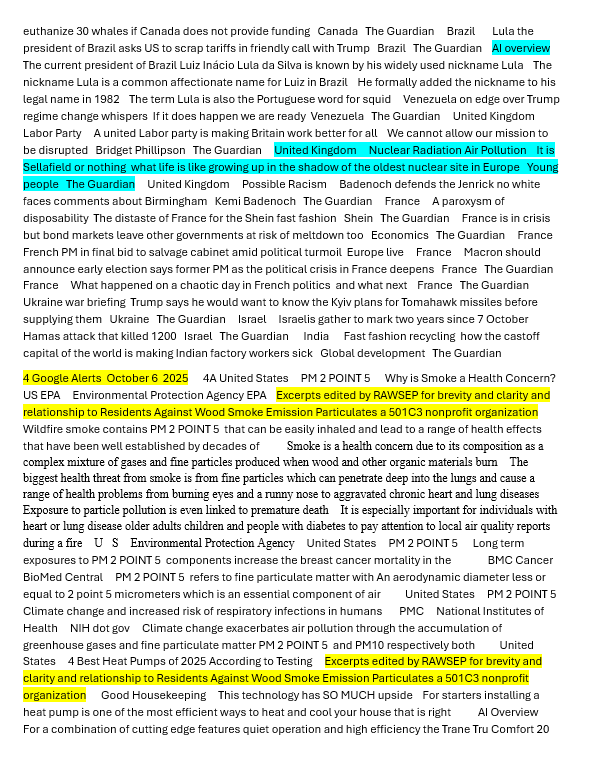 euthanize 30 whales if Canada does not provide funding Canada The Guardian Brazil Lula the
president of Brazil asks US to scrap tariffs in friendly call with Trump Brazil The Guardian AI overview
The current president of Brazil Luiz Inácio Lula da Silva is known by his widely used nickname Lula The
nickname Lula is a common affectionate name for Luiz in Brazil He formally added the nickname to his
legal name in 1982 The term Lula is also the Portuguese word for squid Venezuela on edge over Trump
regime change whispers If it does happen we are ready Venezuela The Guardian United Kingdom
Labor Party A united Labor party is making Britain work better for all We cannot allow our mission to
be disrupted Bridget Phillipson The Guardian United Kingdom Nuclear Radiation Air Pollution It is
Sellafield or nothing what life is like growing up in the shadow of the oldest nuclear site in Europe Young
people The Guardian United Kingdom Possible Racism Badenoch defends the Jenrick no white
faces comments about Birmingham Kemi Badenoch The Guardian France A paroxysm of
disposability The distaste of France for the Shein fast fashion Shein The Guardian France is in crisis
but bond markets leave other governments at risk of meltdown too Economics The Guardian France
French PM in final bid to salvage cabinet amid political turmoil Europe live France Macron should
announce early election says former PM as the political crisis in France deepens France The Guardian
France What happened on a chaotic day in French politics and what next France The Guardian
Ukraine war briefing Trump says he would want to know the Kyiv plans for Tomahawk missiles before
supplying them Ukraine The Guardian Israel Israelis gather to mark two years since 7 October
Hamas attack that killed 1200 Israel The Guardian India Fast fashion recycling how the castoff
capital of the world is making Indian factory workers sick Global development The Guardian
4 Google Alerts October 6 2025 4A United States PM 2 POINT 5 Why is Smoke a Health Concern?
US EPA Environmental Protection Agency EPA Excerpts edited by RAWSEP for brevity and clarity and
relationship to Residents Against Wood Smoke Emission Particulates a 501C3 nonprofit organization
Wildfire smoke contains PM 2 POINT 5 that can be easily inhaled and lead to a range of health effects
that have been well established by decades of Smoke is a health concern due to its composition as a
complex mixture of gases and fine particles produced when wood and other organic materials burn The
biggest health threat from smoke is from fine particles which can penetrate deep into the lungs and cause a
range of health problems from burning eyes and a runny nose to aggravated chronic heart and lung diseases
Exposure to particle pollution is even linked to premature death It is especially important for individuals with
heart or lung disease older adults children and people with diabetes to pay attention to local air quality reports
during a fire U S Environmental Protection Agency United States PM 2 POINT 5 Long term
exposures to PM 2 POINT 5 components increase the breast cancer mortality in the BMC Cancer
BioMed Central PM 2 POINT 5 refers to fine particulate matter with An aerodynamic diameter less or
equal to 2 point 5 micrometers which is an essential component of air United States PM 2 POINT 5
Climate change and increased risk of respiratory infections in humans PMC National Institutes of
Health NIH dot gov Climate change exacerbates air pollution through the accumulation of
greenhouse gases and fine particulate matter PM 2 POINT 5 and PM10 respectively both United
States 4 Best Heat Pumps of 2025 According to Testing Excerpts edited by RAWSEP for brevity and
clarity and relationship to Residents Against Wood Smoke Emission Particulates a 501C3 nonprofit
organization Good Housekeeping This technology has SO MUCH upside For starters installing a
heat pump is one of the most efficient ways to heat and cool your house that is right AI Overview
For a combination of cutting edge features quiet operation and high efficiency the Trane Tru Comfort 20